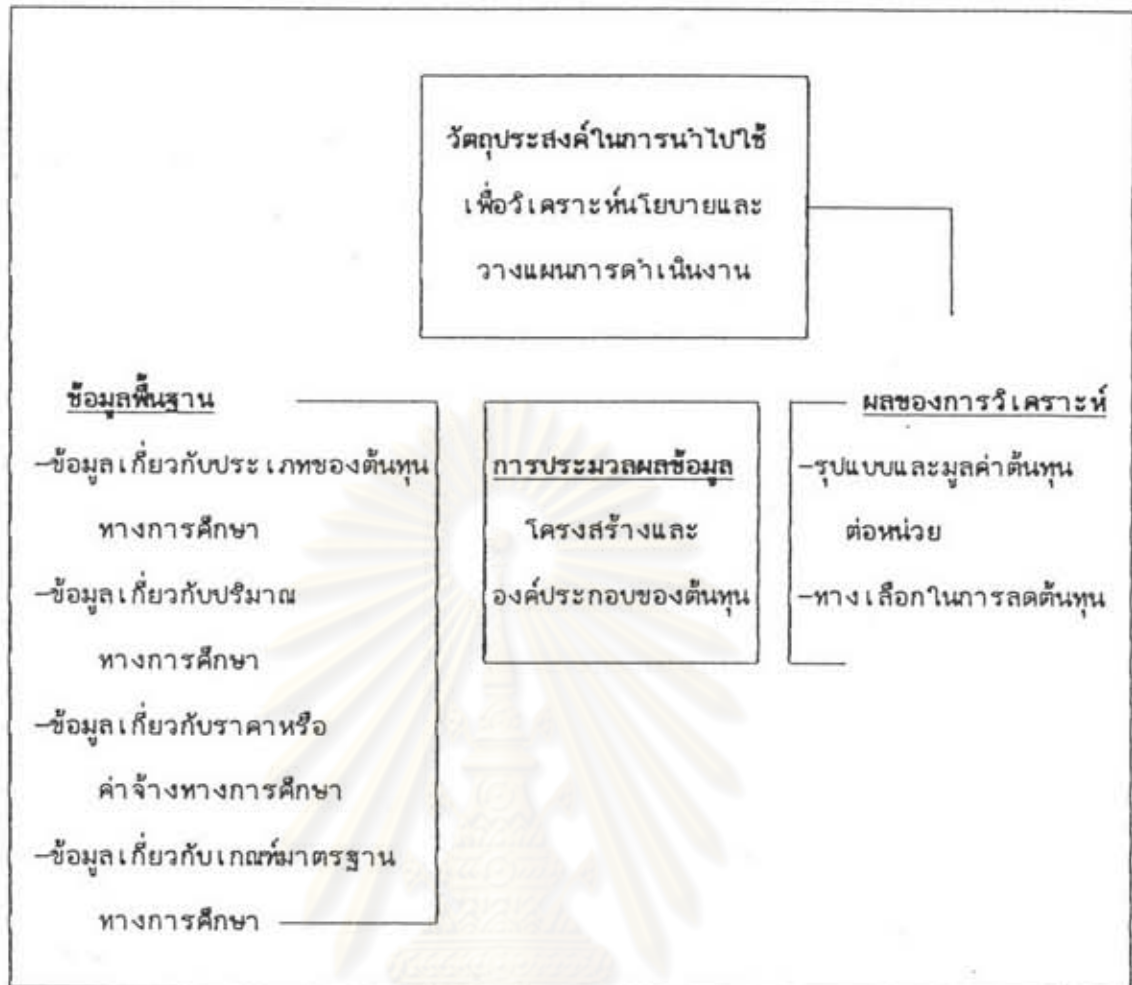 วัตถุประสงค์ในการนำไปใช้
เพื่อวิเคราะห์นโยบายและ
วางแผนการดำเนินงาน
ข้อมูลพื้นฐาน
-ข้อมูลเกี่ยวกับประเภทของต้นทุน
ทางการศึกษา
-ข้อมูลเกี่ยวกับปริมาณ
ทางการศึกษา
-ข้อมูลเกี่ยวกับราคาหรือ
ค่าจ้างทางการศึกษา
-ข้อมูลเกี่ยวกับเกณฑ์มาตรฐาน
ทางการศึกษา
การประมวลผลข้อมูล
โครงสร้างและ
องค์ประกอบของต้นทุน
ผลของการวิเคราะห์
-รูปแบบและมูลค่าต้นทุน
ต่อหน่วย
-ทางเลือกในการลดต้นทุน